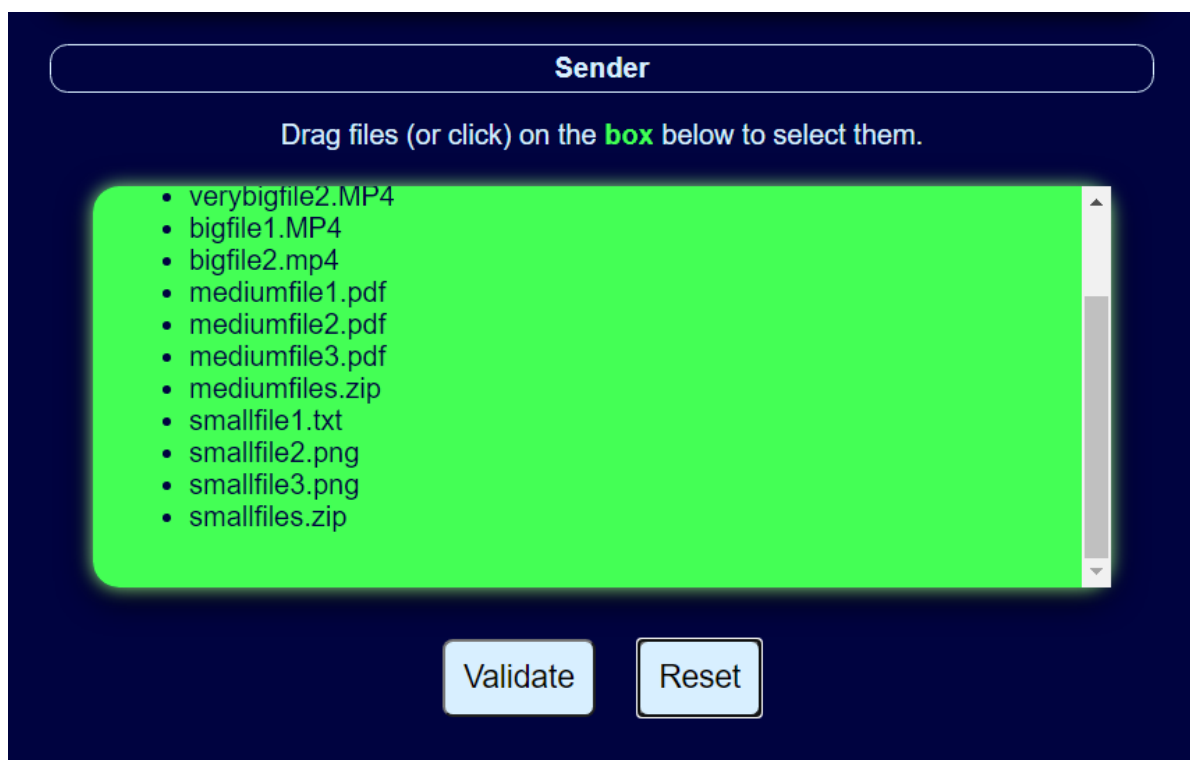 Sender
Drag files (or click) on the box below to select them.
verybigfile2.MP4
bigfile1.MP4
bigfile2.mp4
mediumfile1.pdf
mediumfile2.pdf
mediumfile3.pdf
mediumfiles.zip
smallfile1.txt
smallfile2.png
smallfile3.png
smallfiles.zip
Validate Reset